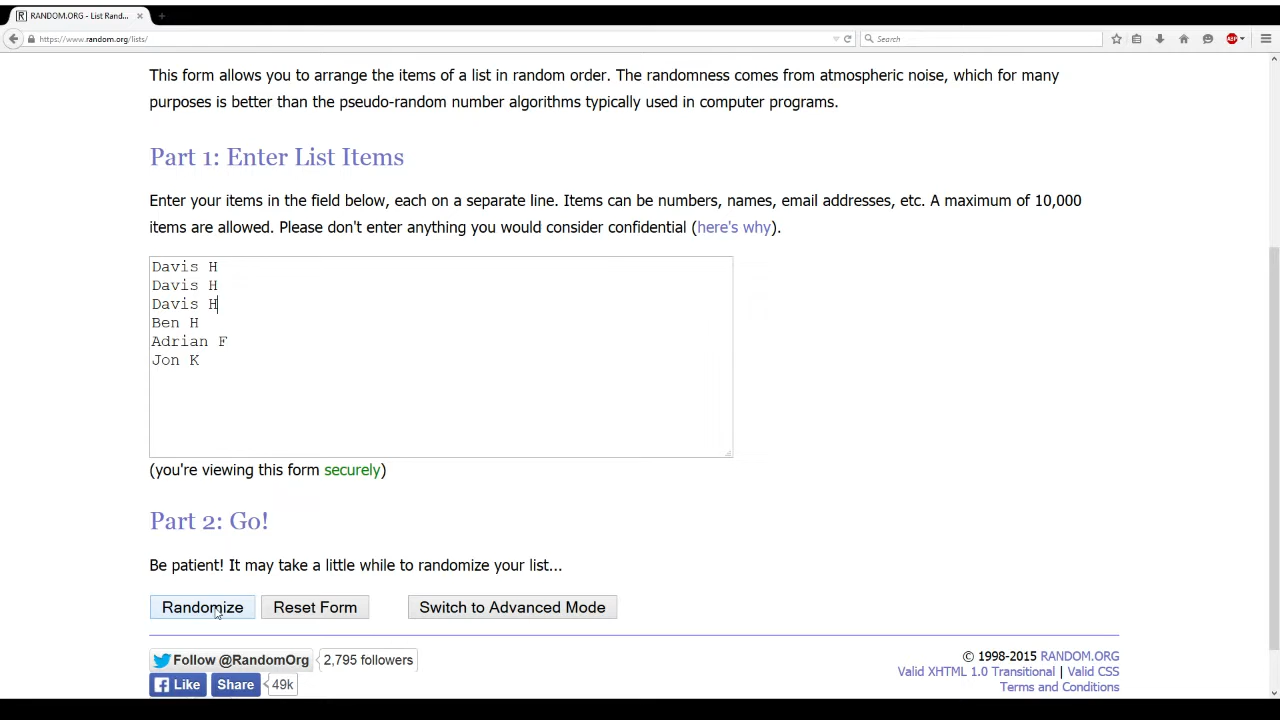 RANDOM.ORG - List Rand...
https://www.random.org/lists/
Search
ABP
This form allows you to arrange the items of a list in random order. The randomness comes from atmospheric noise, which for many
purposes is better than the pseudo-random number algorithms typically used in computer programs.
Part 1: Enter List Items
Enter your items in the field below, each on a separate line. Items can be numbers, names, email addresses, etc. A maximum of 10,000
items are allowed. Please don't enter anything you would consider confidential (here's why).
Davis H
Davis H
Davis H
Ben H
Adrian F
Jon K
(you're viewing this form securely)
Part 2: Go!
Be patient! It may take a little while to randomize your list...
Randomize Reset Form Switch to Advanced Mode
Follow @RandomOrg 2,795 followers
Like Share 49k
© 1998-2015 RANDOM.ORG
Valid XHTML 1.0 Transitional | Valid CSS
Terms and Conditions